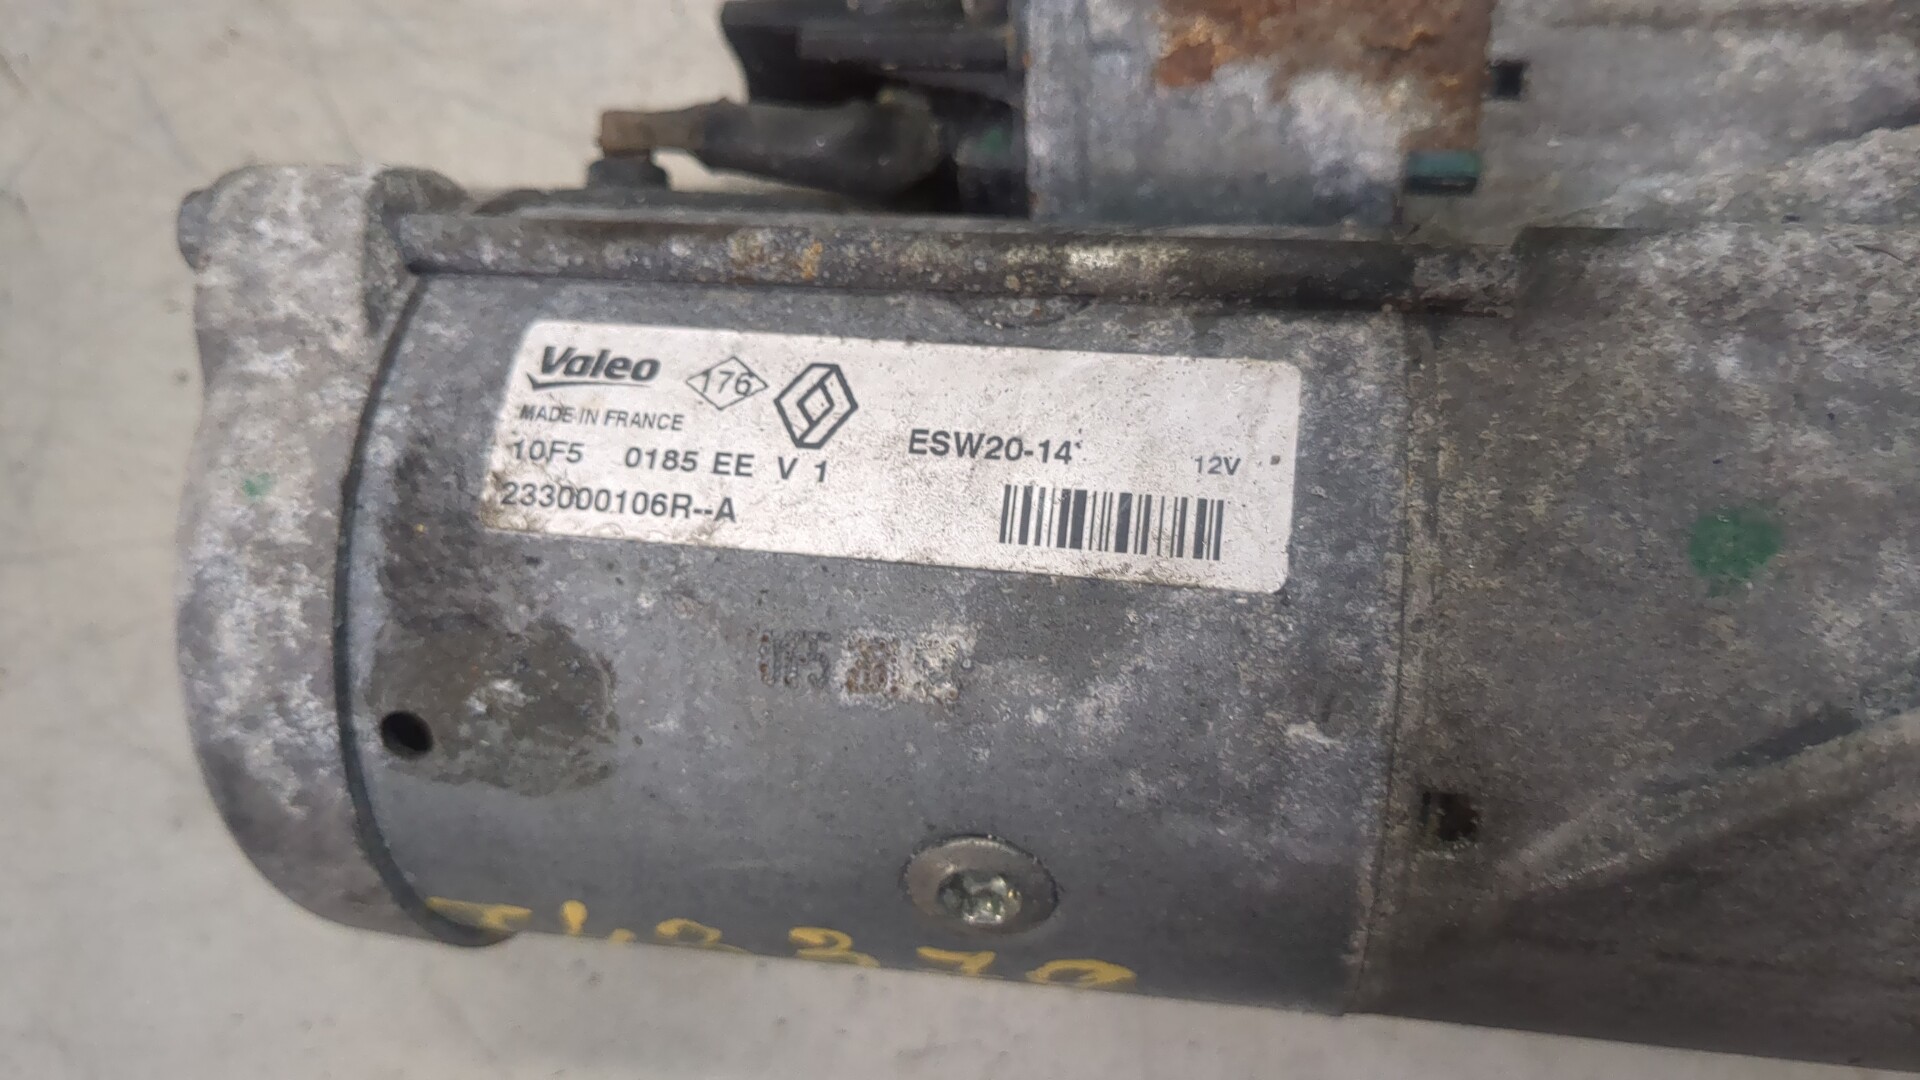 Valeo 176
MADE IN FRANCE
10F5 0185 EE V 1 ESW20-14 12V
233000106R--A